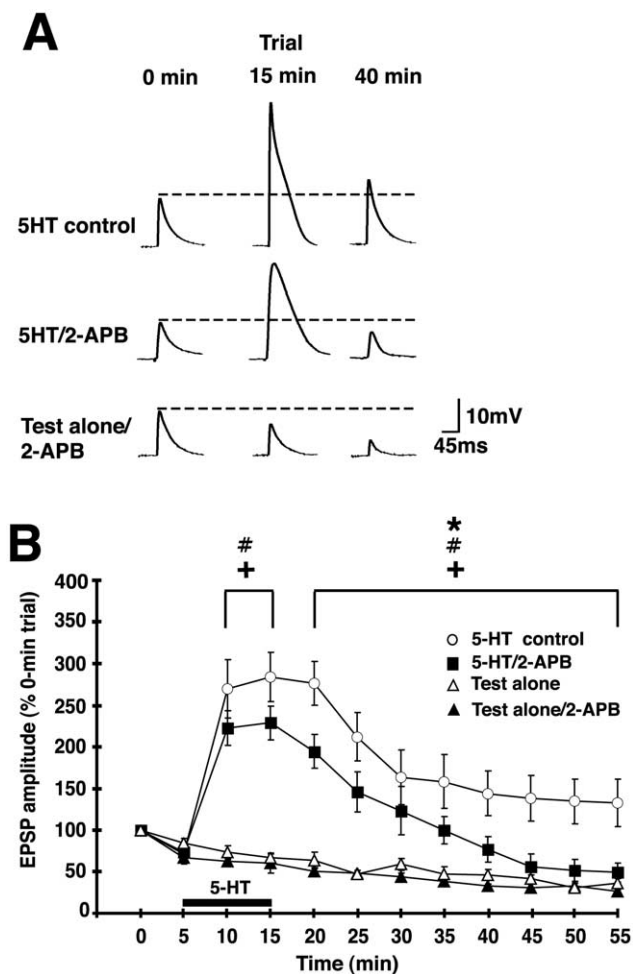 A
Trial
0 min 15 min 40 min
5HT control
5HT/2-APB
Test alone/
2-APB
10mV
45ms
B
*
# #
+ +
400
350
300
250
200
150
100
50
0
EPSP amplitude (% 0-min trial)
5-HT control
5-HT/2-APB
Test alone
Test alone/2-APB
5-HT
0 5 10 15 20 25 30 35 40 45 50 55
Time (min)